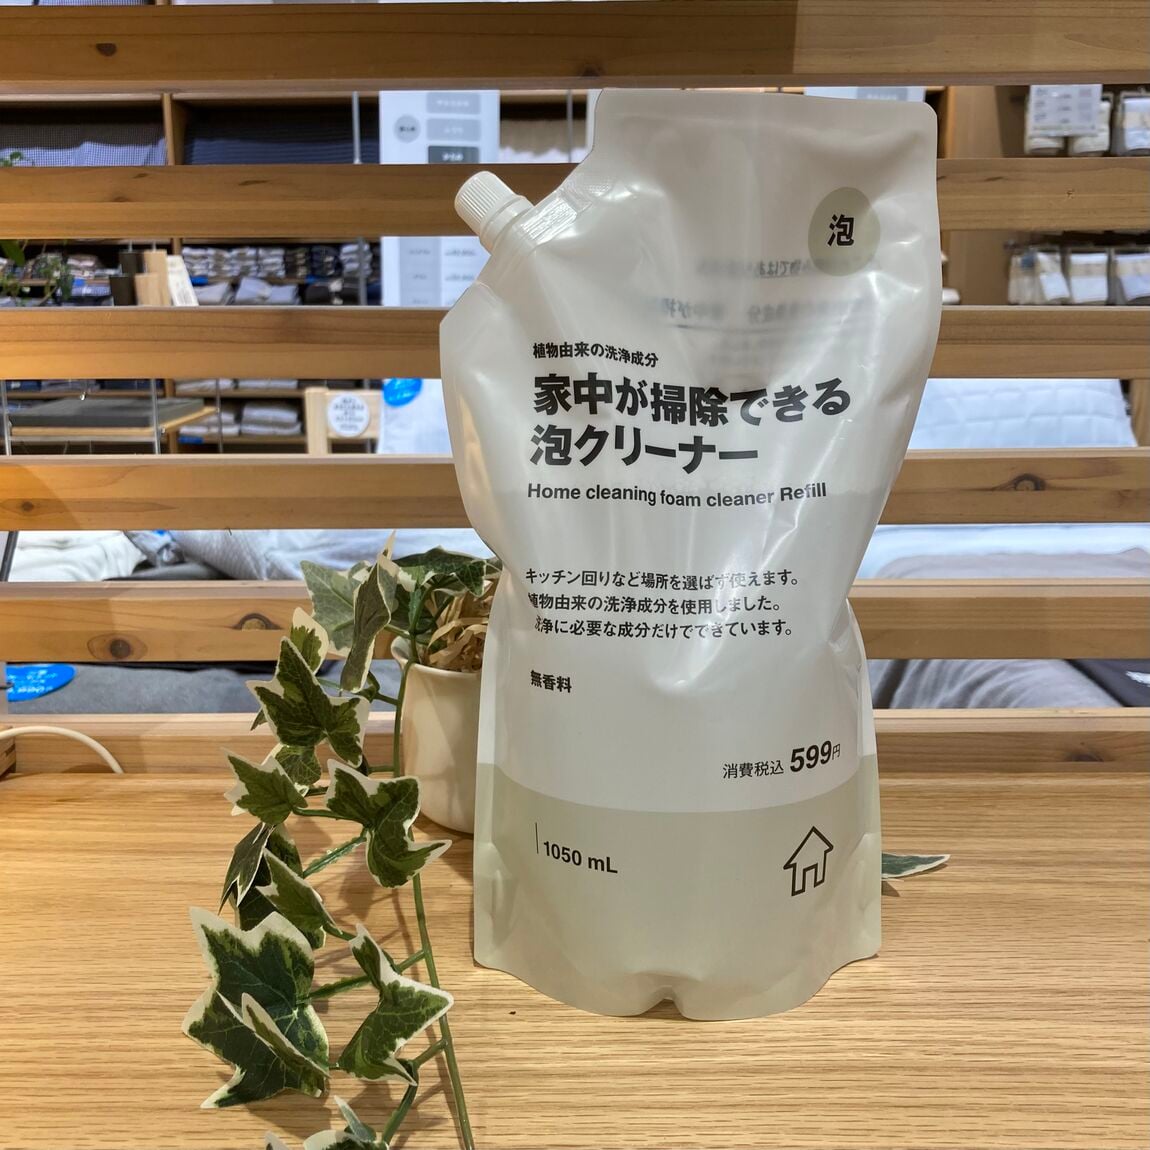 泡
植物由来の洗浄成分
家中が掃除できる
泡クリーナー
Home cleaning foam cleaner Refill
キッチン回りなど場所を選ばず使えます。
植物由来の洗浄成分を使用しました。
洗浄に必要な成分だけでできています。
無香料
消費税込 599円
1050 mL